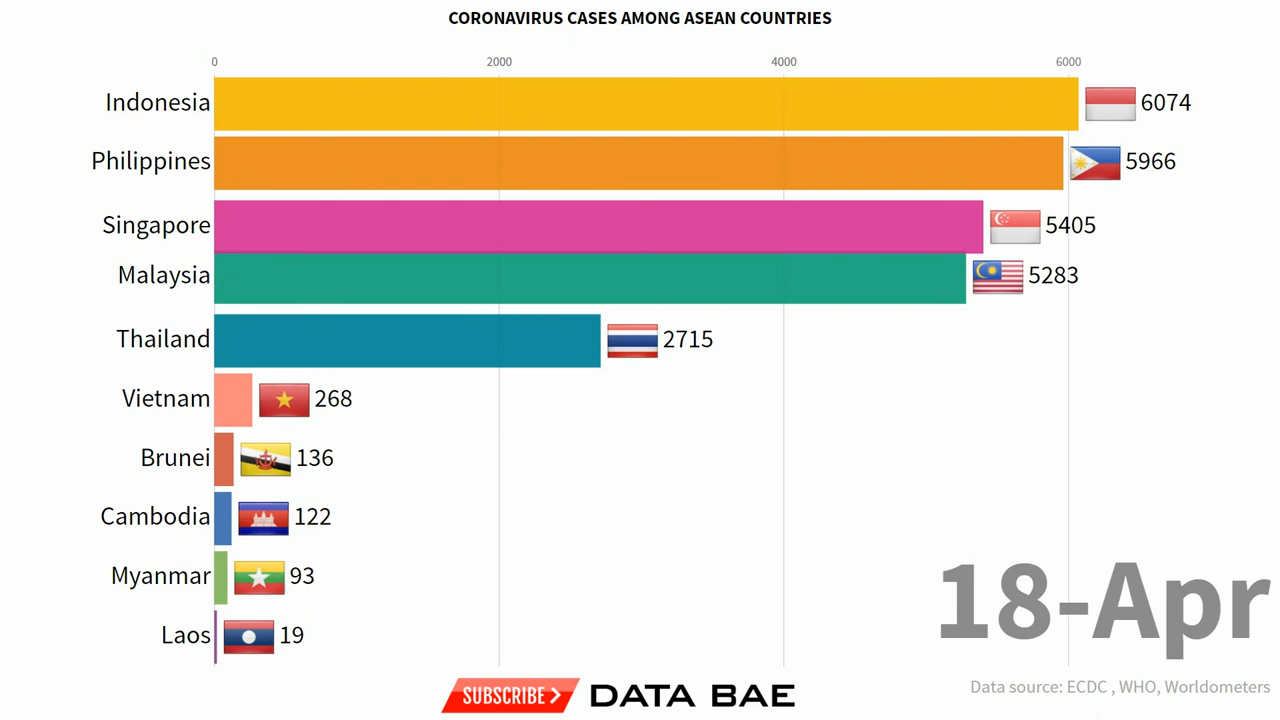 CORONAVIRUS CASES AMONG ASEAN COUNTRIES
0 2000 4000 6000
Indonesia 6074
Philippines 5966
Singapore 5405
Malaysia 5283
Thailand 2715
Vietnam 268
Brunei 136
Cambodia 122
Myanmar 93
Laos 19
18-Apr
Data source: ECDC , WHO, Worldometers
SUBSCRIBE DATA BAE